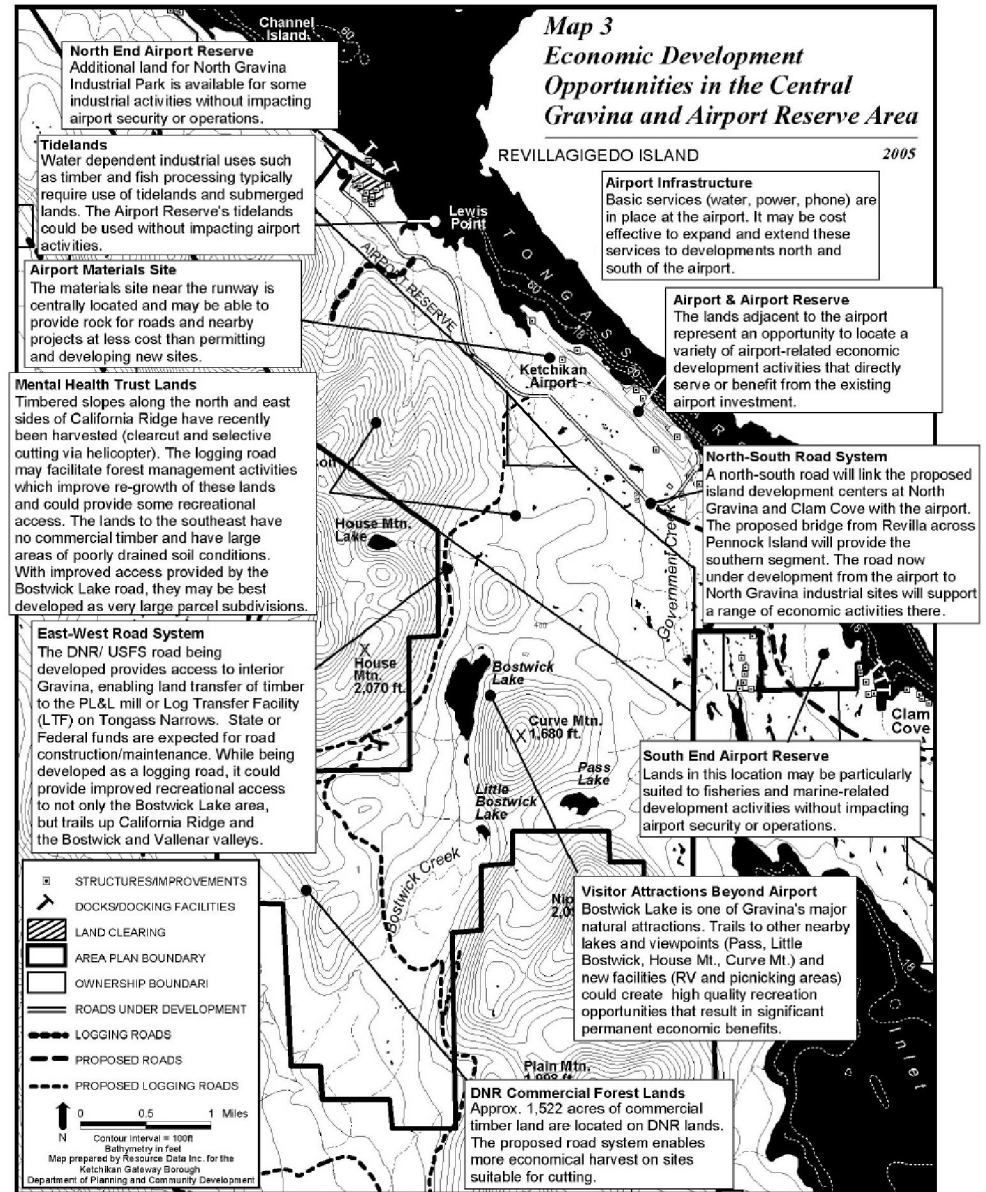 Map 3
Economic Development
Opportunities in the Central
Gravina and Airport Reserve Area
2005
REVILLAGIGEDO ISLAND
Channel
Island
60
North End Airport Reserve
Additional land for North Gravina
Industrial Park is available for some
industrial activities without impacting
airport security or operations.
Tidelands
Water dependent industrial uses such
as timber and fish processing typically
require use of tidelands and submerged
lands. The Airport Reserve's tidelands
could be used without impacting airport
activities.
Lewis
Point
Airport Infrastructure
Basic services (water, power, phone) are
in place at the airport. It may be cost
effective to expand and extend these
services to developments north and
south of the airport.
TONGASS
60
18
AIRPORT RESERVE
Airport Materials Site
The materials site near the runway is
centrally located and may be able to
provide rock for roads and nearby
projects at less cost than permitting
and developing new sites.
Airport & Airport Reserve
The lands adjacent to the airport
represent an opportunity to locate a
variety of airport-related economic
development activities that directly
serve or benefit from the existing
airport investment.
Ketchikan
Airport
Mental Health Trust Lands
Timbered slopes along the north and east
sides of California Ridge have recently
been harvested (clearcut and selective
cutting via helicopter). The logging road
may facilitate forest management activities
which improve re-growth of these lands
and could provide some recreational
access. The lands to the southeast have
no commercial timber and have large
areas of poorly drained soil conditions.
With improved access provided by the
Bostwick Lake road, they may be best
developed as very large parcel subdivisions.
North-South Road System
A north-south road will link the proposed
island development centers at North
Gravina and Clam Cove with the airport.
The proposed bridge from Revilla across
Pennock Island will provide the
southern segment. The road now
under development from the airport to
North Gravina industrial sites will support
a range of economic activities there.
House Mtn.
Lake
Government Creek
East-West Road System
The DNR/ USFS road being
developed provides access to interior
Gravina, enabling land transfer of timber
to the PL&L mill or Log Transfer Facility
(LTF) on Tongass Narrows. State or
Federal funds are expected for road
construction/maintenance. While being
developed as a logging road, it could
provide improved recreational access
to not only the Bostwick Lake area,
but trails up California Ridge and
the Bostwick and Vallenar valleys.
House
Mtn.
2,070 ft.
Bostwick
Lake
Curve Mtn.
1,680 ft.
Clam
Cove
South End Airport Reserve
Lands in this location may be particularly
suited to fisheries and marine-related
development activities without impacting
airport security or operations.
Pass
Lake
Little
Bostwick
Lake
Bostwick Creek
Visitor Attractions Beyond Airport
Bostwick Lake is one of Gravina's major
natural attractions. Trails to other nearby
lakes and viewpoints (Pass, Little
Bostwick, House Mt., Curve Mt.) and
new facilities (RV and picnicking areas)
could create high quality recreation
opportunities that result in significant
permanent economic benefits.
18
Inlet
Plain Mtn.
DNR Commercial Forest Lands
Approx. 1,522 acres of commercial
timber land are located on DNR lands.
The proposed road system enables
more economical harvest on sites
suitable for cutting.
STRUCTURES/IMPROVEMENTS
DOCKS/DOCKING FACILITIES
LAND CLEARING
AREA PLAN BOUNDARY
OWNERSHIP BOUNDARI
ROADS UNDER DEVELOPMENT
LOGGING ROADS
PROPOSED ROADS
PROPOSED LOGGING ROADS
N
0 0.5 1 Miles
Contour Interval = 100ft
Bathymetry in feet
Map prepared by Resource Data Inc. for the
Ketchikan Gateway Borough
Department of Planning and Community Development